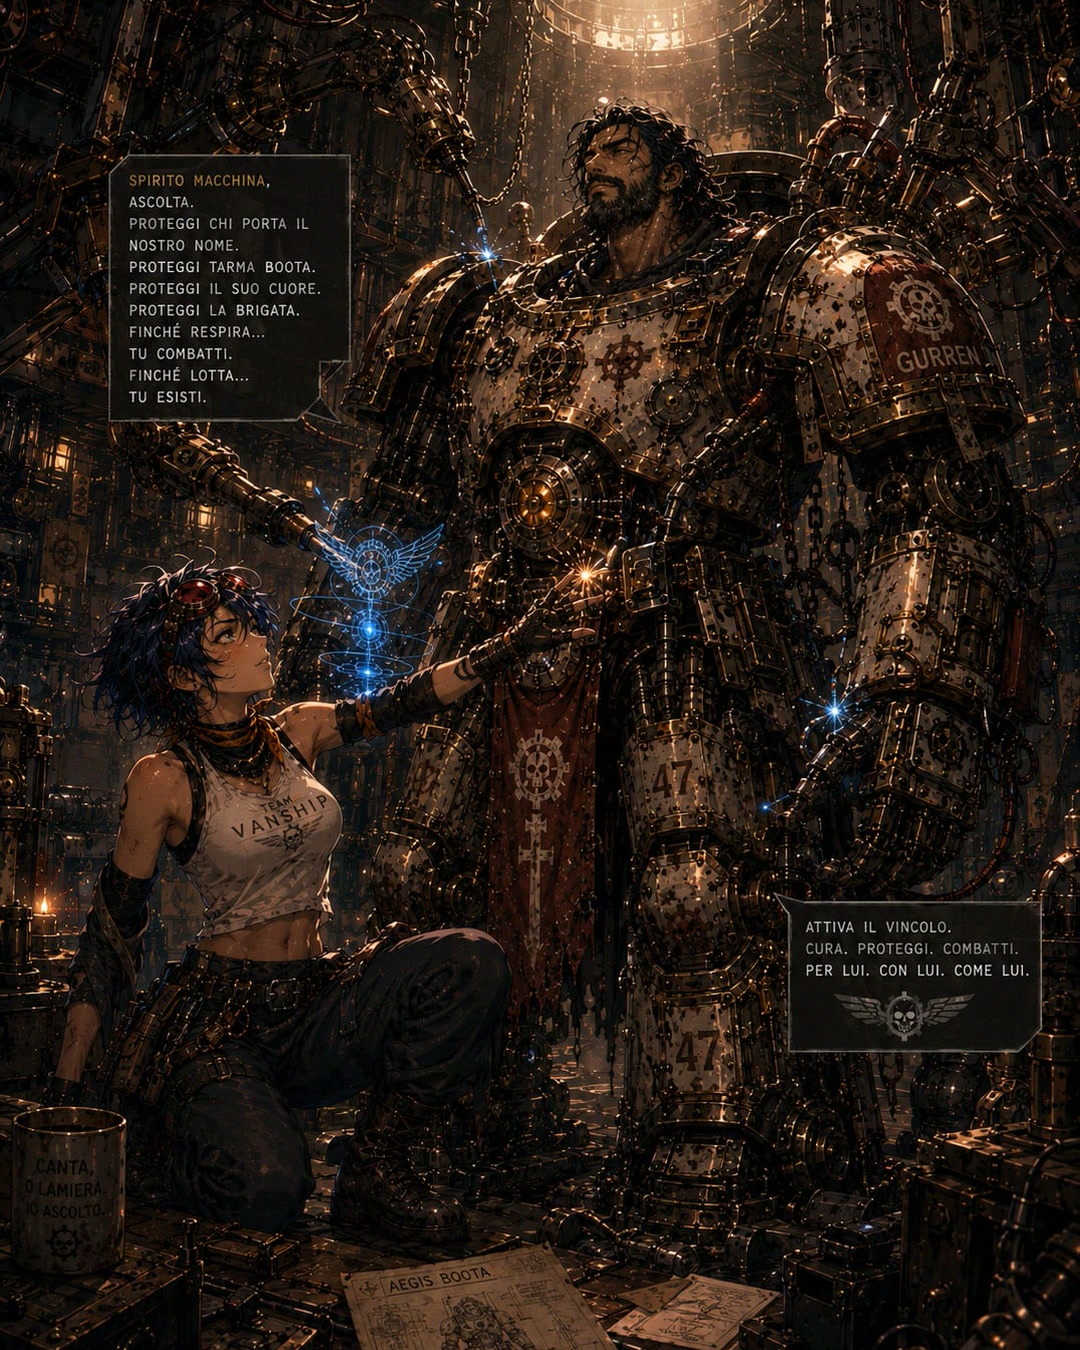 SPIRITO MACCHINA,
ASCOLTA.
PROTEGGI CHI PORTA IL
NOSTRO NOME.
PROTEGGI TARMA BOOTA.
PROTEGGI IL SUO CUORE.
PROTEGGI LA BRIGATA.
FINCHÉ RESPIRA...
TU COMBATTI.
FINCHÉ LOTTA...
TU ESISTI.
GURREN
TEAM
VANSHIP
47
47
ATTIVA IL VINCOLO.
CURA. PROTEGGI. COMBATTI.
PER LUI. CON LUI. COME LUI.
CANTA,
O LAMIERA,
IO ASCOLTO.
AEGIS BOOTA